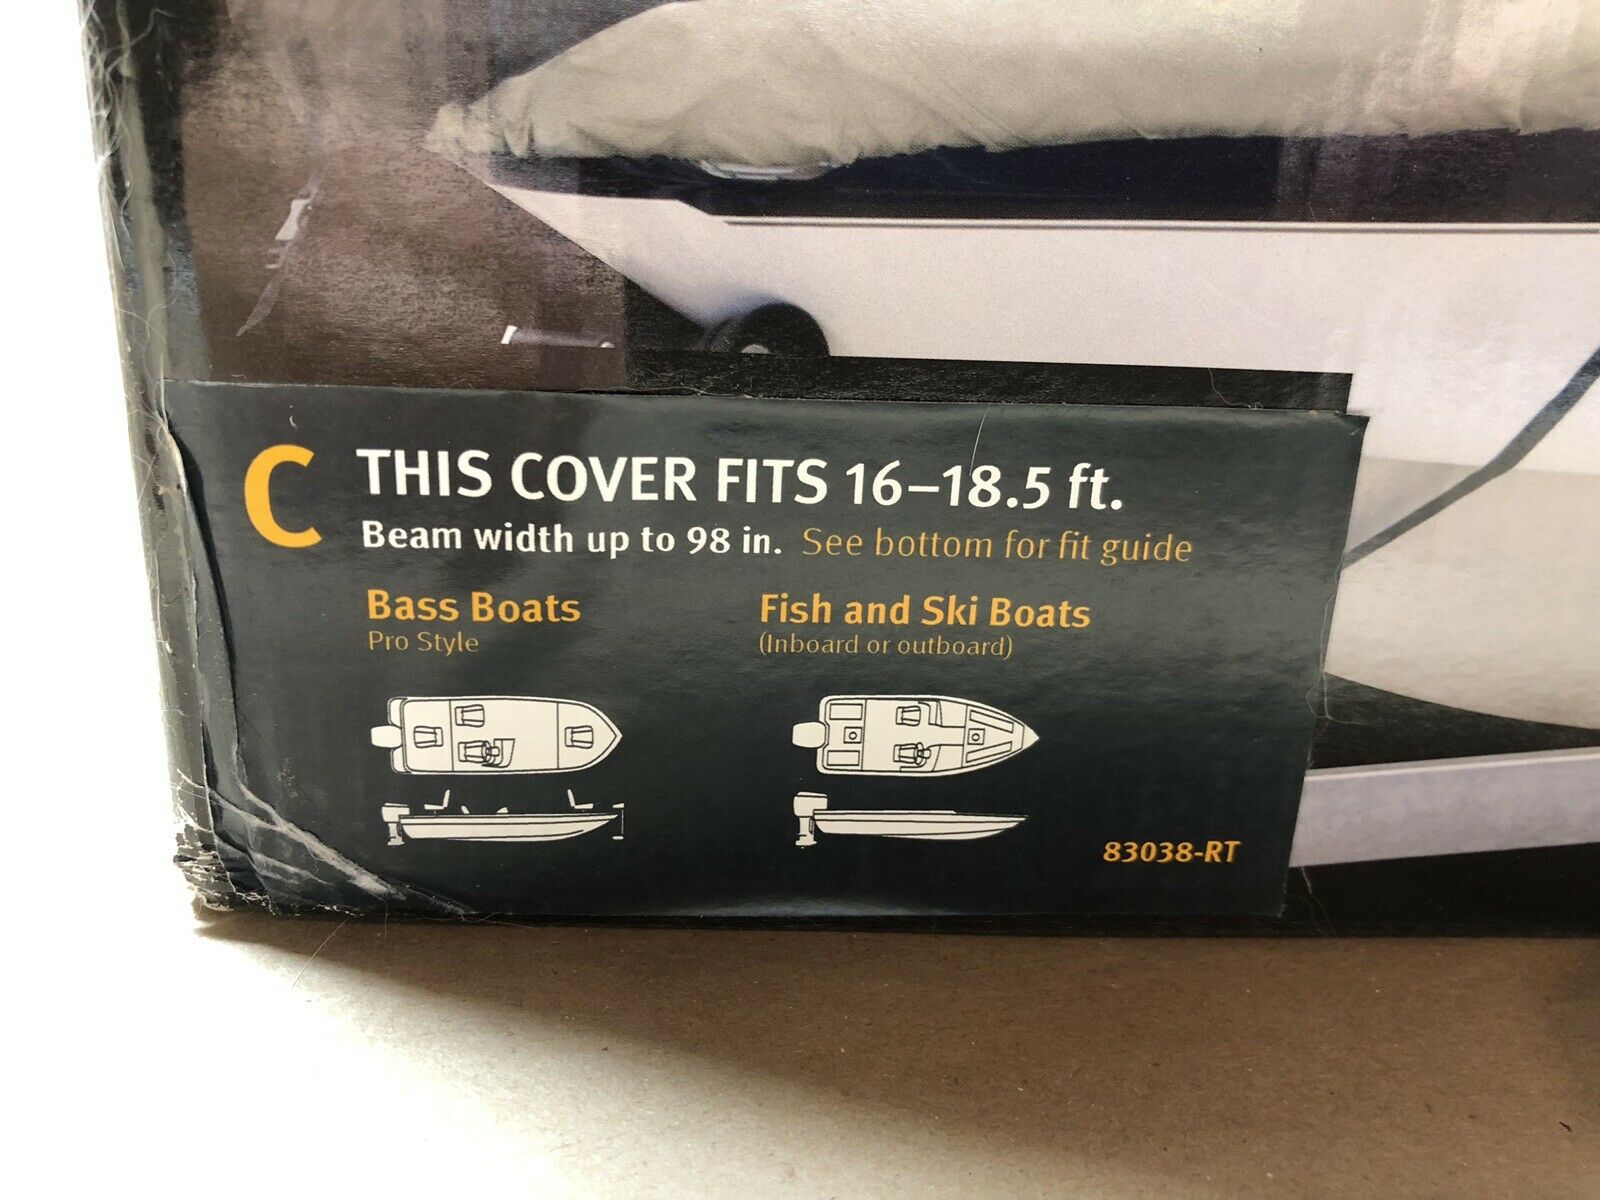 C THIS COVER FITS 16–18.5 ft.
Beam width up to 98 in. See bottom for fit guide
Bass Boats
Pro Style
Fish and Ski Boats
(Inboard or outboard)
83038-RT